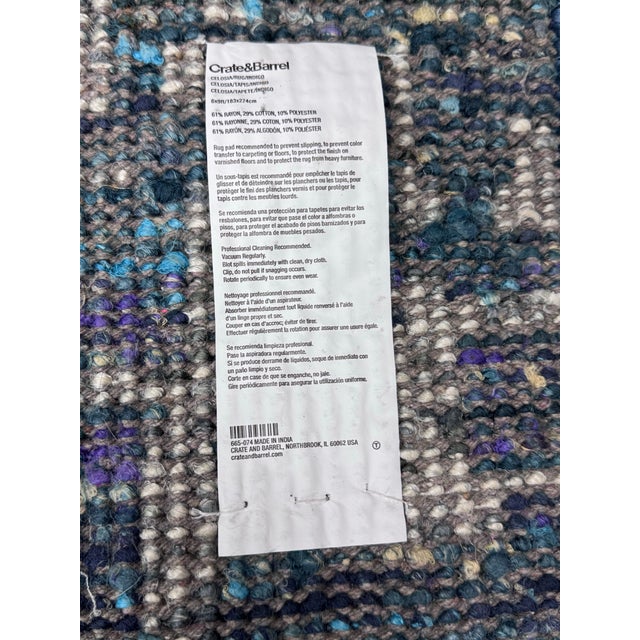 Crate&Barrel
CELOSIA/RUG/INDIGO
CELOSIA/TAPIS/INDIGO
CELOSIA/TAPETE/ÍNDIGO
6x9ft/183x274cm
61% RAYON, 29% COTTON, 10% POLYESTER
61% RAYONNE, 29% COTON, 10% POLYESTER
61% RAYÓN, 29% ALGODÓN, 10% POLIÉSTER
Rug pad recommended to prevent slipping, to prevent color
transfer to carpeting or floors, to protect the finish on
varnished floors and to protect the rug from heavy furniture.
Un sous-tapis est recommandé pour empêcher le tapis de
glisser et de déteindre sur les planchers ou les tapis, pour
protéger le fini des planchers vernis et pour protéger le
tapis contre les meubles lourds.
Se recomienda una protección para tapetes para evitar los
resbalones, para evitar que pase el color a alfombras o
pisos, para proteger el acabado de pisos barnizados y para
proteger la alfombra de muebles pesados.
Professional Cleaning Recommended.
Vacuum Regularly.
Blot spills immediately with clean, dry cloth.
Clip, do not pull if snagging occurs.
Rotate periodically to ensure even wear.
Nettoyage professionnel recommandé.
Nettoyer à l'aide d'un aspirateur.
Absorber immédiatement tout liquide renversé à l'aide
d'un linge propre et sec.
Couper en cas d'accroc; éviter de tirer.
Effectuer régulièrement la rotation pour assurer une usure égale.
Se recomienda limpieza profesional.
Pase la aspiradora regularmente.
Si se produce derrame de líquidos, seque de inmediato con
un paño limpio y seco.
Corte en caso de que se enganche, no jale.
Gire periódicamente para asegurar la utilización uniforme.
665-074 MADE IN INDIA
CRATE AND BARREL, NORTHBROOK, IL 60062 USA
crateandbarrel.com
T